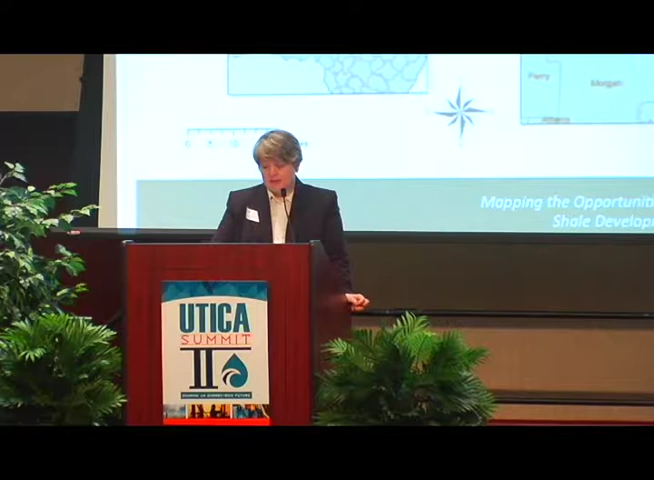 Perry
Morgan
Mapping the Opportuniti
Shale Develop
UTICA
SUMMIT
II